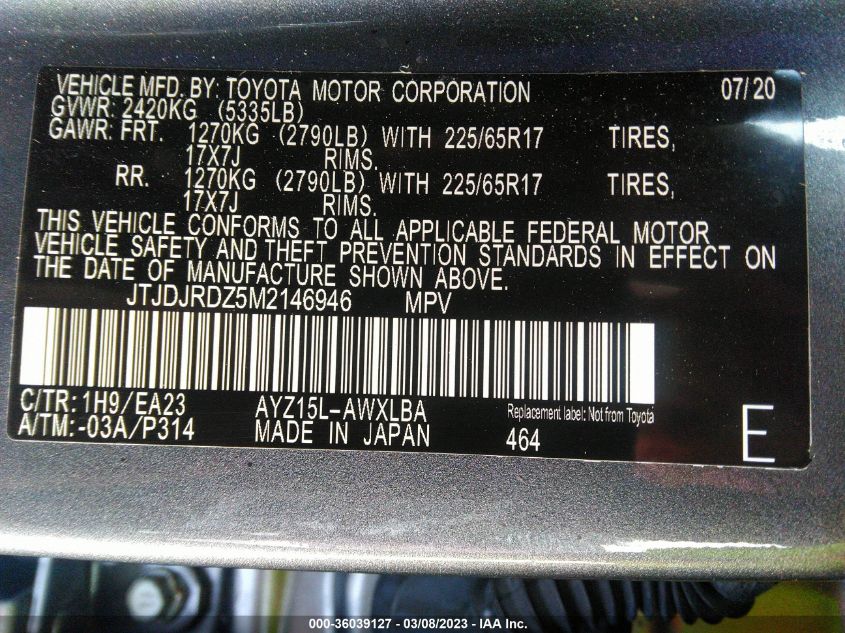 VEHICLE MFD. BY: TOYOTA MOTOR CORPORATION 07/20
GVWR: 2420KG (5335LB)
GAWR: FRT. 1270KG (2790LB) WITH 225/65R17 TIRES,
17X7J RIMS.
RR. 1270KG (2790LB) WITH 225/65R17 TIRES,
17X7J RIMS.
THIS VEHICLE CONFORMS TO ALL APPLICABLE FEDERAL MOTOR
VEHICLE SAFETY AND THEFT PREVENTION STANDARDS IN EFFECT ON
THE DATE OF MANUFACTURE SHOWN ABOVE.
JTJDJRDZ5M2146946 MPV
C/TR: 1H9/EA23 AYZ15L-AWXLBA Replacement label: Not from Toyota
A/TM: -03A/P314 MADE IN JAPAN 464 E
000-36039127 - 03/08/2023 - IAA Inc.